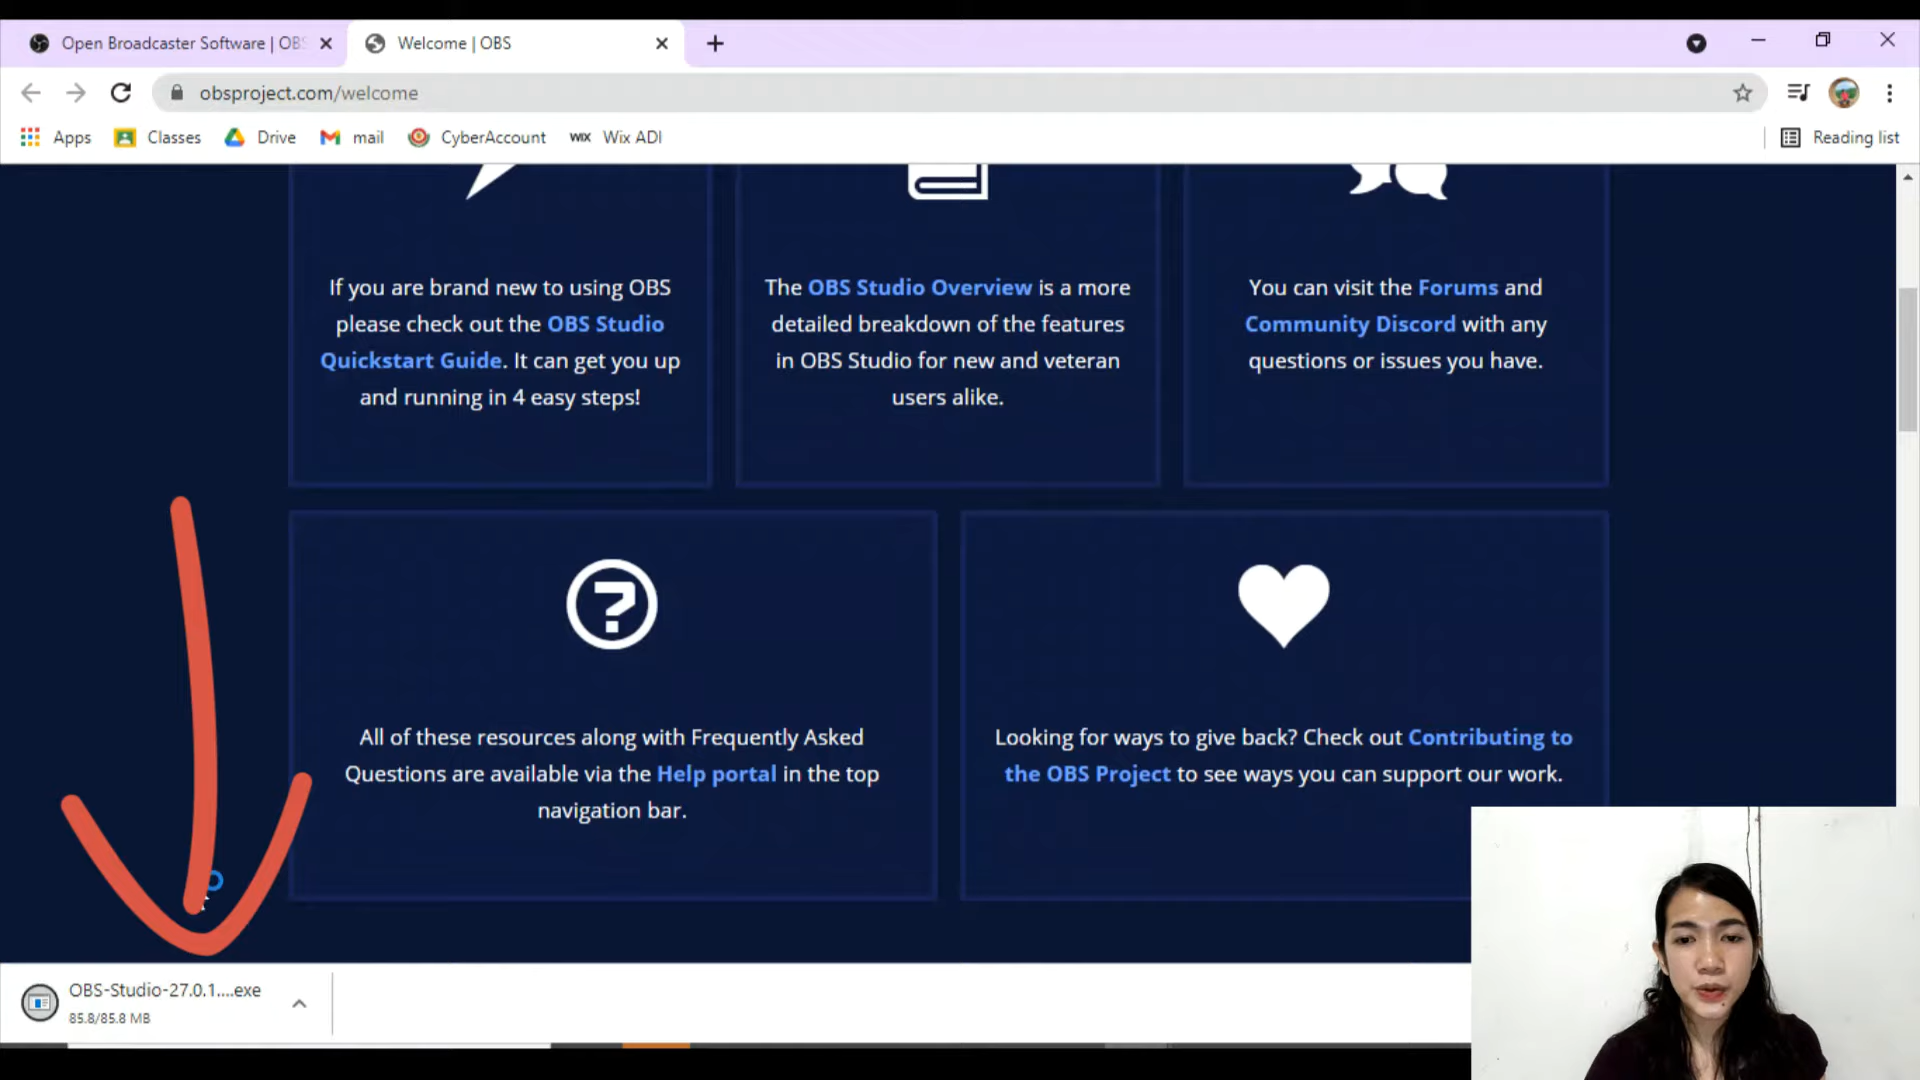 Open Broadcaster Software | OBS
Welcome | OBS
obsproject.com/welcome
Apps
Classes
Drive
mail
CyberAccount
WIX Wix ADI
Reading list
If you are brand new to using OBS
please check out the OBS Studio
Quickstart Guide. It can get you up
and running in 4 easy steps!
The OBS Studio Overview is a more
detailed breakdown of the features
in OBS Studio for new and veteran
users alike.
You can visit the Forums and
Community Discord with any
questions or issues you have.
All of these resources along with Frequently Asked
Questions are available via the Help portal in the top
navigation bar.
Looking for ways to give back? Check out Contributing to
the OBS Project to see ways you can support our work.
OBS-Studio-27.0.1....exe
85.8/85.8 MB